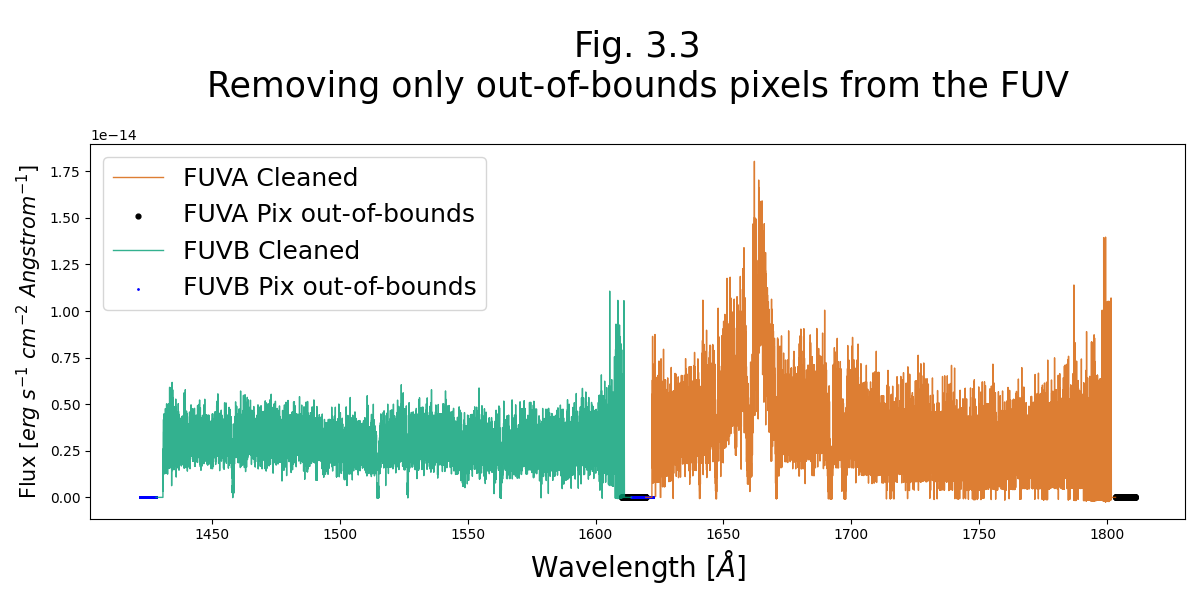 Fig. 3.3
Removing only out-of-bounds pixels from the FUV
1e−14
FUVA Cleaned
FUVA Pix out-of-bounds
FUVB Cleaned
FUVB Pix out-of-bounds
1.75
1.50
1.25
1.00
0.75
0.50
0.25
0.00
Flux [erg s⁻¹ cm⁻² Angstrom⁻¹]
1450 1500 1550 1600 1650 1700 1750 1800
Wavelength [Å]